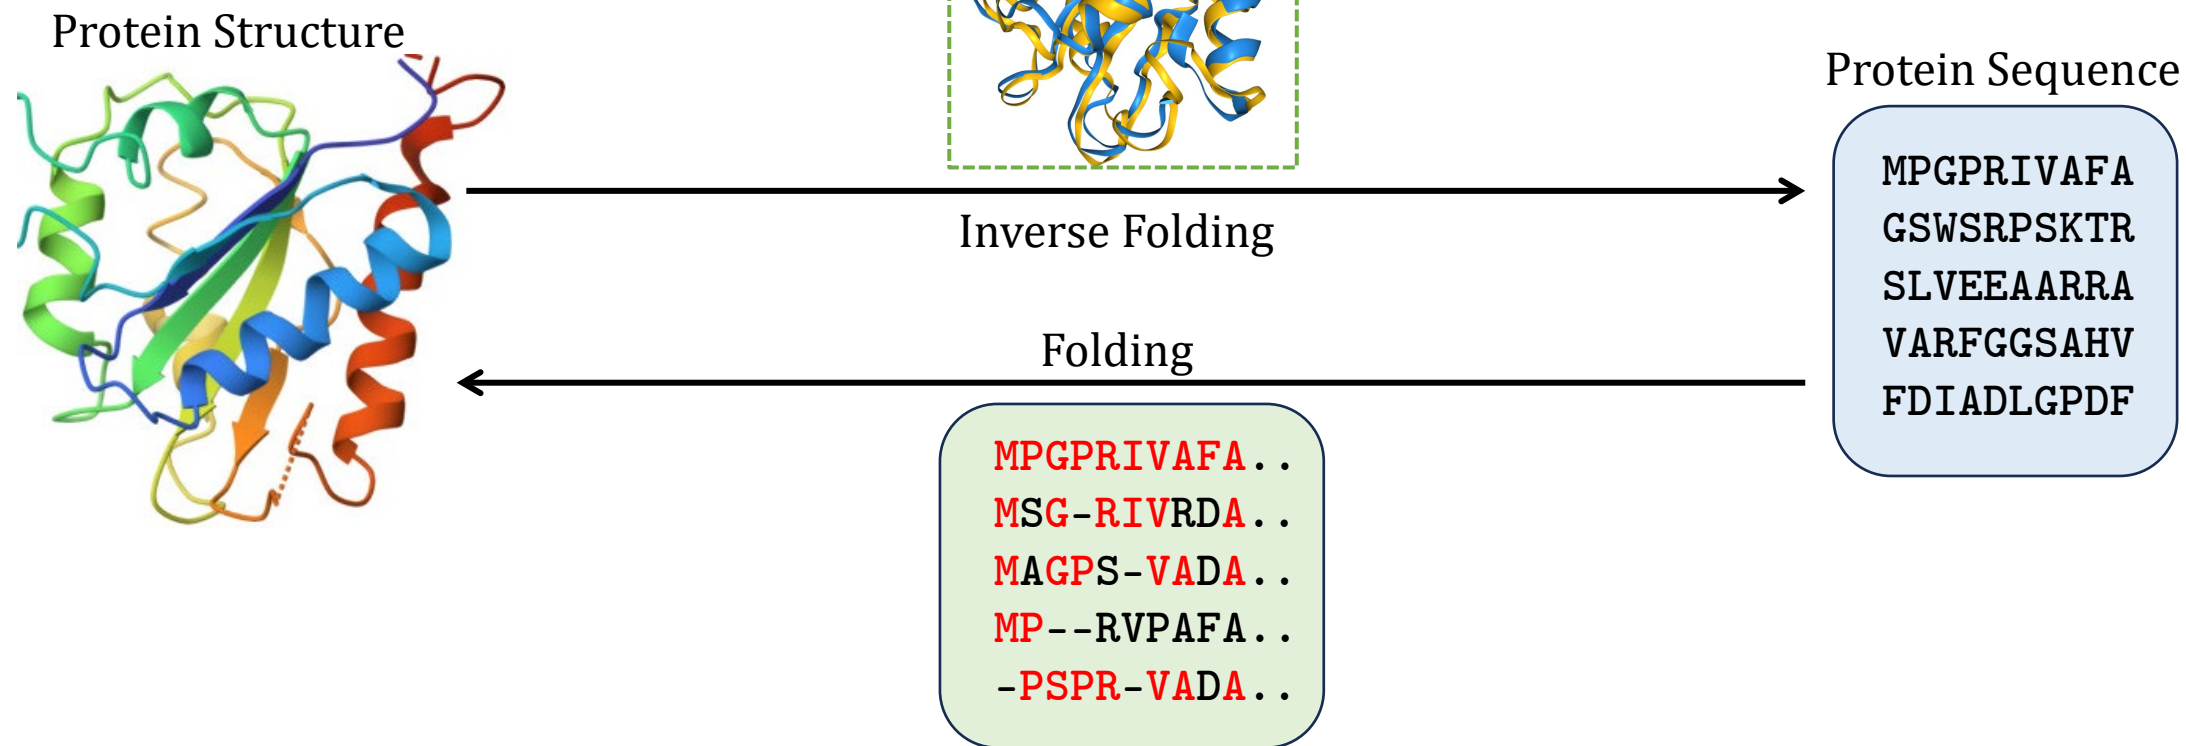 Protein Structure
Protein Sequence
MPGPRIVAFA
GSWSRPSKTR
SLVEEAARRA
VARFGGSAHV
FDIADLGPDF
Inverse Folding
Folding
MPGPRIVAFA..
MSG-RIVRDA..
MAGPS-VADA..
MP--RVPAFA..
-PSPR-VADA..